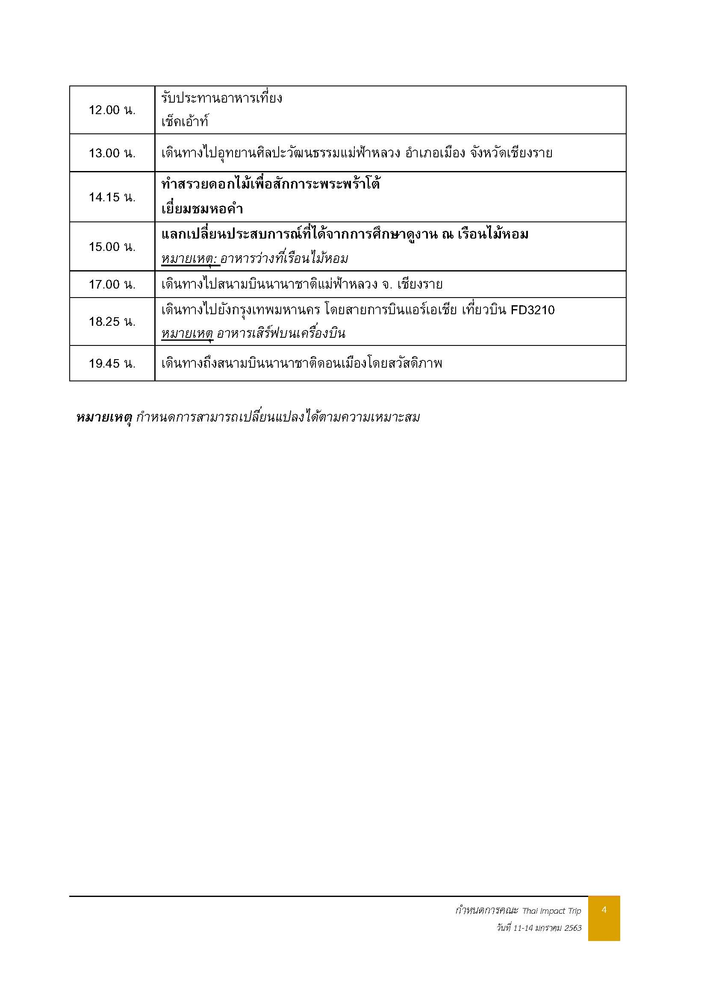 12.00 น.
รับประทานอาหารเที่ยง
เช็คเอ้าท์
13.00 น.
เดินทางไปอุทยานศิลปะวัฒนธรรมแม่ฟ้าหลวง อำเภอเมือง จังหวัดเชียงราย
14.15 น.
ทำสรวยดอกไม้เพื่อสักการะพระพร้าโต้
เยี่ยมชมหอคำ
15.00 น.
แลกเปลี่ยนประสบการณ์ที่ได้จากการศึกษาดูงาน ณ เรือนไม้หอม
หมายเหตุ: อาหารว่างที่เรือนไม้หอม
17.00 น.
เดินทางไปสนามบินนานาชาติแม่ฟ้าหลวง จ. เชียงราย
18.25 น.
เดินทางไปยังกรุงเทพมหานคร โดยสายการบินแอร์เอเชีย เที่ยวบิน FD3210
หมายเหตุ อาหารเสิร์ฟบนเครื่องบิน
19.45 น.
เดินทางถึงสนามบินนานาชาติดอนเมืองโดยสวัสดิภาพ
หมายเหตุ กำหนดการสามารถเปลี่ยนแปลงได้ตามความเหมาะสม
กำหนดการคณะ Thai Impact Trip
วันที่ 11-14 มกราคม 2563
4